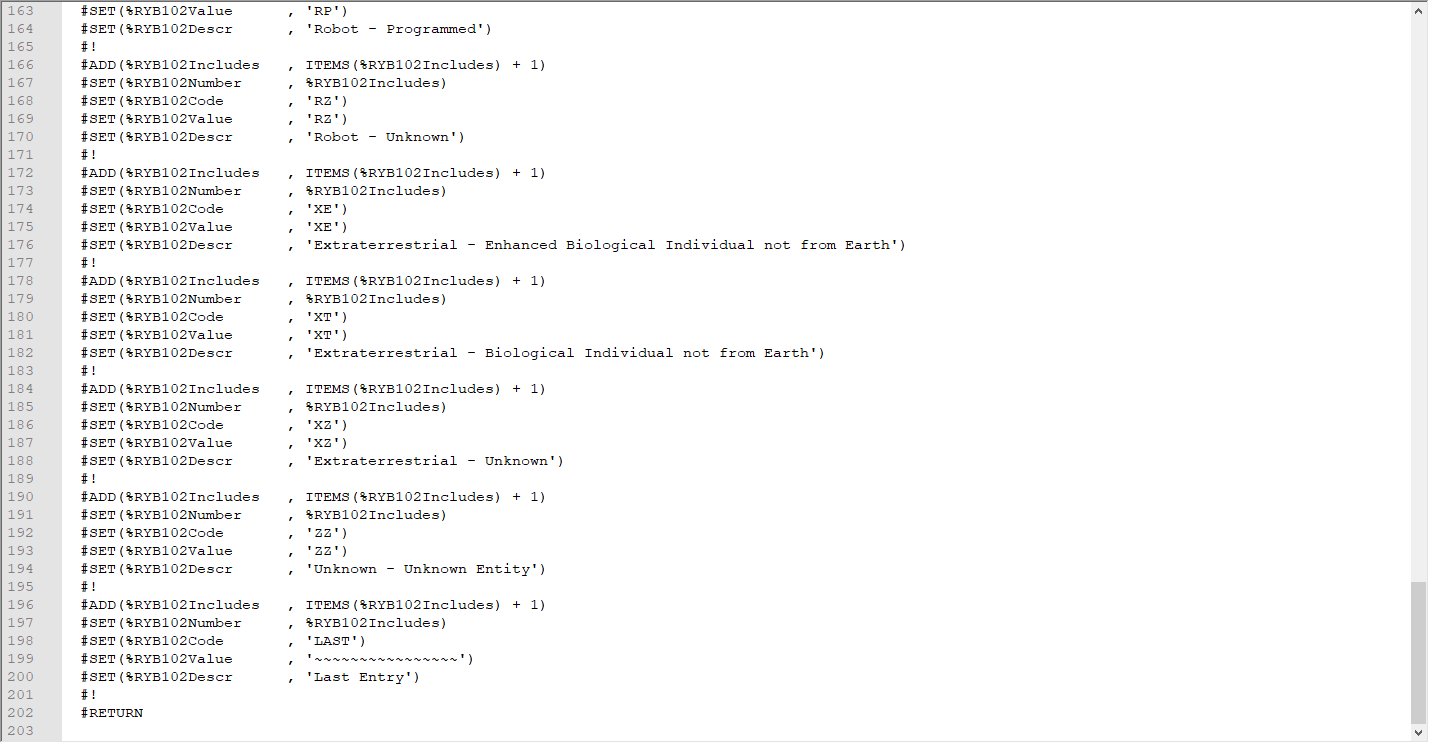 163 #SET(%RYB102Value , 'RP')
164 #SET(%RYB102Descr , 'Robot - Programmed')
165 #!
166 #ADD(%RYB102Includes , ITEMS(%RYB102Includes) + 1)
167 #SET(%RYB102Number , %RYB102Includes)
168 #SET(%RYB102Code , 'RZ')
169 #SET(%RYB102Value , 'RZ')
170 #SET(%RYB102Descr , 'Robot - Unknown')
171 #!
172 #ADD(%RYB102Includes , ITEMS(%RYB102Includes) + 1)
173 #SET(%RYB102Number , %RYB102Includes)
174 #SET(%RYB102Code , 'XE')
175 #SET(%RYB102Value , 'XE')
176 #SET(%RYB102Descr , 'Extraterrestrial - Enhanced Biological Individual not from Earth')
177 #!
178 #ADD(%RYB102Includes , ITEMS(%RYB102Includes) + 1)
179 #SET(%RYB102Number , %RYB102Includes)
180 #SET(%RYB102Code , 'XT')
181 #SET(%RYB102Value , 'XT')
182 #SET(%RYB102Descr , 'Extraterrestrial - Biological Individual not from Earth')
183 #!
184 #ADD(%RYB102Includes , ITEMS(%RYB102Includes) + 1)
185 #SET(%RYB102Number , %RYB102Includes)
186 #SET(%RYB102Code , 'XZ')
187 #SET(%RYB102Value , 'XZ')
188 #SET(%RYB102Descr , 'Extraterrestrial - Unknown')
189 #!
190 #ADD(%RYB102Includes , ITEMS(%RYB102Includes) + 1)
191 #SET(%RYB102Number , %RYB102Includes)
192 #SET(%RYB102Code , 'ZZ')
193 #SET(%RYB102Value , 'ZZ')
194 #SET(%RYB102Descr , 'Unknown - Unknown Entity')
195 #!
196 #ADD(%RYB102Includes , ITEMS(%RYB102Includes) + 1)
197 #SET(%RYB102Number , %RYB102Includes)
198 #SET(%RYB102Code , 'LAST')
199 #SET(%RYB102Value , '~~~~~~~~~~~~~~~~')
200 #SET(%RYB102Descr , 'Last Entry')
201 #!
202 #RETURN
203